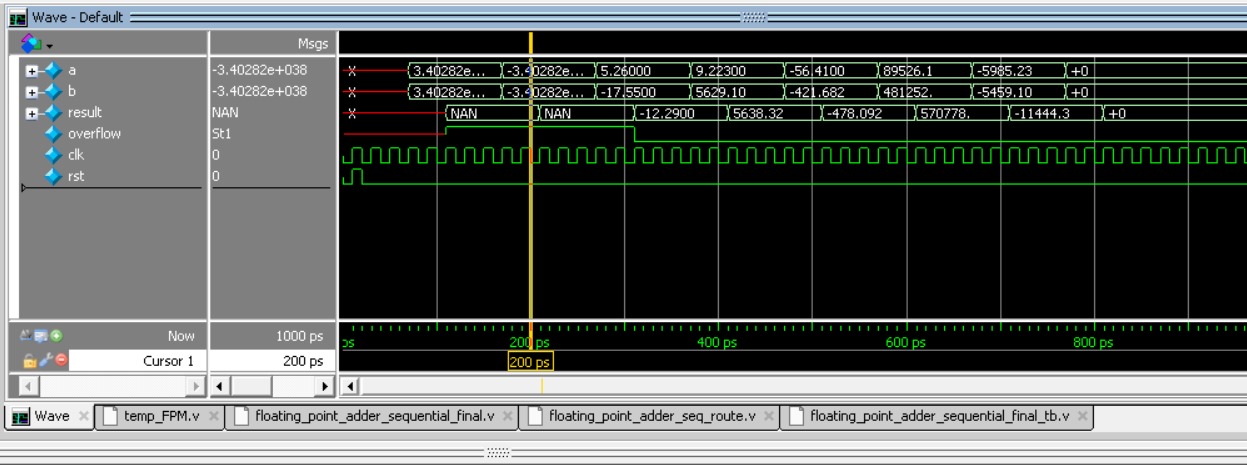 Wave - Default
Msgs
a -3.40282e+038 X 3.40282e... -3.40282e... 5.26000 9.22300 -56.4100 89526.1 -5985.23 +0
b -3.40282e+038 X 3.40282e... -3.40282e... -17.5500 5629.10 -421.682 481252. -5459.10 +0
result NAN X NAN NAN -12.2900 5638.32 -478.092 570778. -11444.3 +0
overflow St1
clk 0
rst 0
Now 1000 ps ps 200 ps 400 ps 600 ps 800 ps
Cursor 1 200 ps 200 ps
Wave temp_FPM.v floating_point_adder_sequential_final.v floating_point_adder_seq_route.v floating_point_adder_sequential_final_tb.v